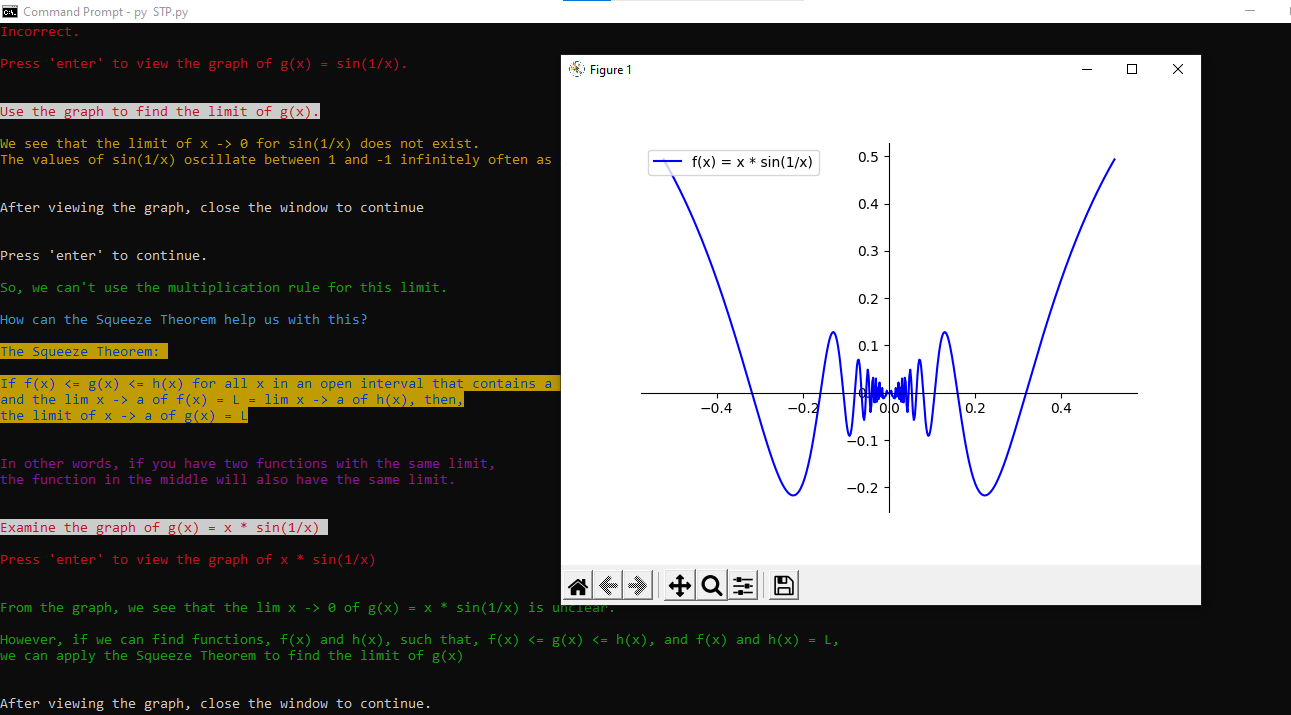 Command Prompt - py STP.py
Incorrect.
Press 'enter' to view the graph of g(x) = sin(1/x).
Use the graph to find the limit of g(x).
We see that the limit of x -> 0 for sin(1/x) does not exist.
The values of sin(1/x) oscillate between 1 and -1 infinitely often as
After viewing the graph, close the window to continue
Press 'enter' to continue.
So, we can't use the multiplication rule for this limit.
How can the Squeeze Theorem help us with this?
The Squeeze Theorem:
If f(x) <= g(x) <= h(x) for all x in an open interval that contains a
and the lim x -> a of f(x) = L = lim x -> a of h(x), then,
the limit of x -> a of g(x) = L
In other words, if you have two functions with the same limit,
the function in the middle will also have the same limit.
Examine the graph of g(x) = x * sin(1/x)
Press 'enter' to view the graph of x * sin(1/x)
From the graph, we see that the lim x -> 0 of g(x) = x * sin(1/x) is unclear.
However, if we can find functions, f(x) and h(x), such that, f(x) <= g(x) <= h(x), and f(x) and h(x) = L,
we can apply the Squeeze Theorem to find the limit of g(x)
After viewing the graph, close the window to continue.
Figure 1
f(x) = x * sin(1/x)
0.5
0.4
0.3
0.2
0.1
0.0
−0.1
−0.2
−0.4 −0.2 0.0 0.2 0.4